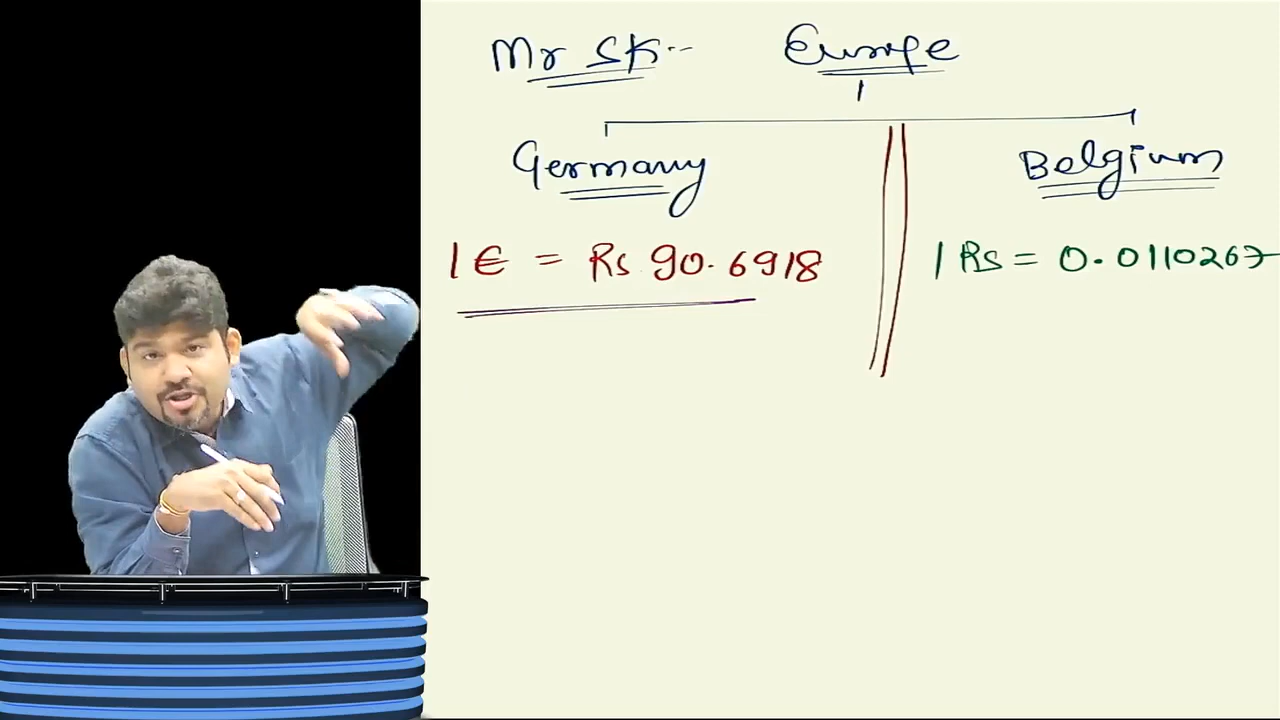 Mr SK-- Europe
Germany Belgium
1 € = Rs 90.6918 1 Rs = 0.0110267